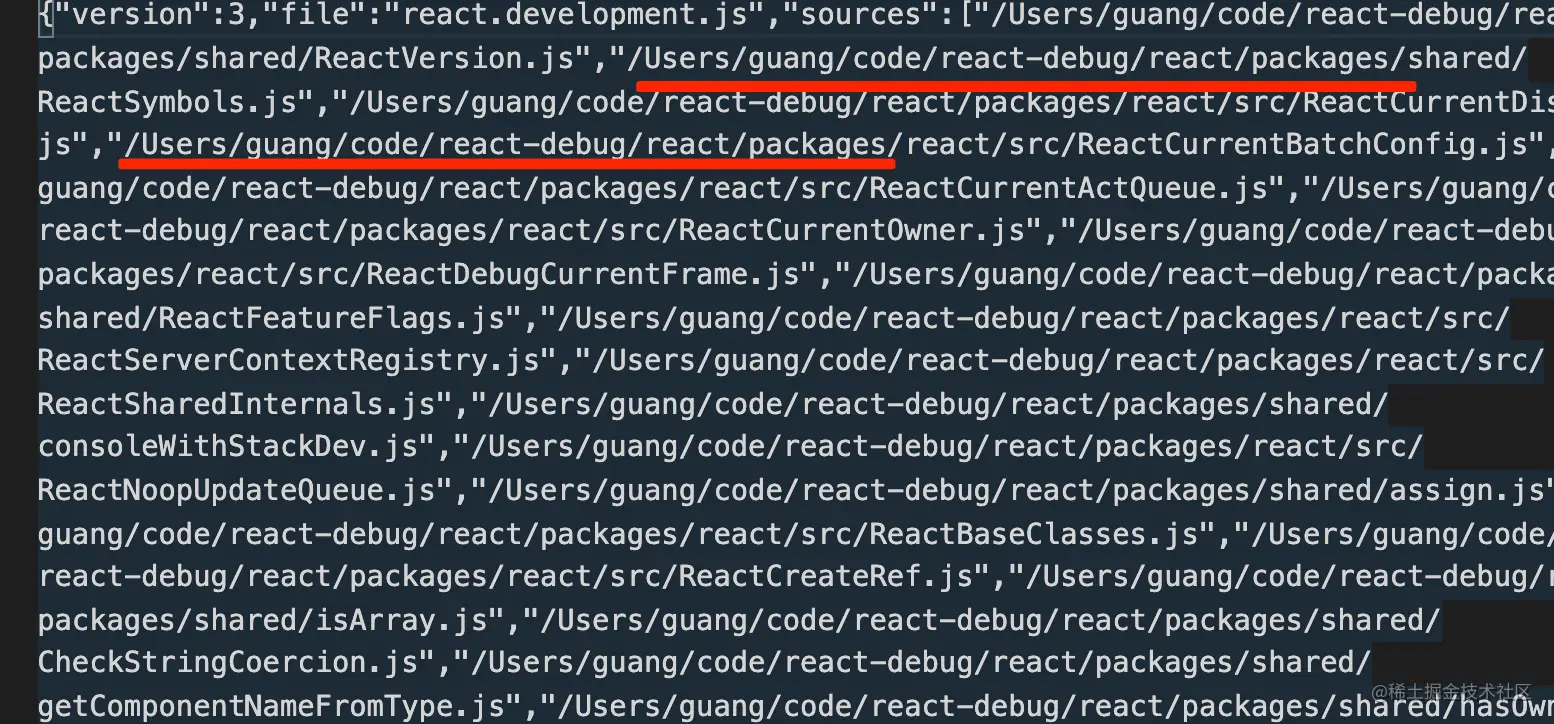 {"version":3,"file":"react.development.js","sources":["/Users/guang/code/react-debug/rea
packages/shared/ReactVersion.js","/Users/guang/code/react-debug/react/packages/shared/
ReactSymbols.js","/Users/guang/code/react-debug/react/packages/react/src/ReactCurrentDis
js","/Users/guang/code/react-debug/react/packages/react/src/ReactCurrentBatchConfig.js",
guang/code/react-debug/react/packages/react/src/ReactCurrentActQueue.js","/Users/guang/c
react-debug/react/packages/react/src/ReactCurrentOwner.js","/Users/guang/code/react-debu
packages/react/src/ReactDebugCurrentFrame.js","/Users/guang/code/react-debug/react/packa
shared/ReactFeatureFlags.js","/Users/guang/code/react-debug/react/packages/react/src/
ReactServerContextRegistry.js","/Users/guang/code/react-debug/react/packages/react/src/
ReactSharedInternals.js","/Users/guang/code/react-debug/react/packages/shared/
consoleWithStackDev.js","/Users/guang/code/react-debug/react/packages/react/src/
ReactNoopUpdateQueue.js","/Users/guang/code/react-debug/react/packages/shared/assign.js"
guang/code/react-debug/react/packages/react/src/ReactBaseClasses.js","/Users/guang/code/
react-debug/react/packages/react/src/ReactCreateRef.js","/Users/guang/code/react-debug/r
packages/shared/isArray.js","/Users/guang/code/react-debug/react/packages/shared/
CheckStringCoercion.js","/Users/guang/code/react-debug/react/packages/shared/
getComponentNameFromType.js","/Users/guang/code/react-debug/react/packages/shared/hasOwn
@稀土掘金技术社区